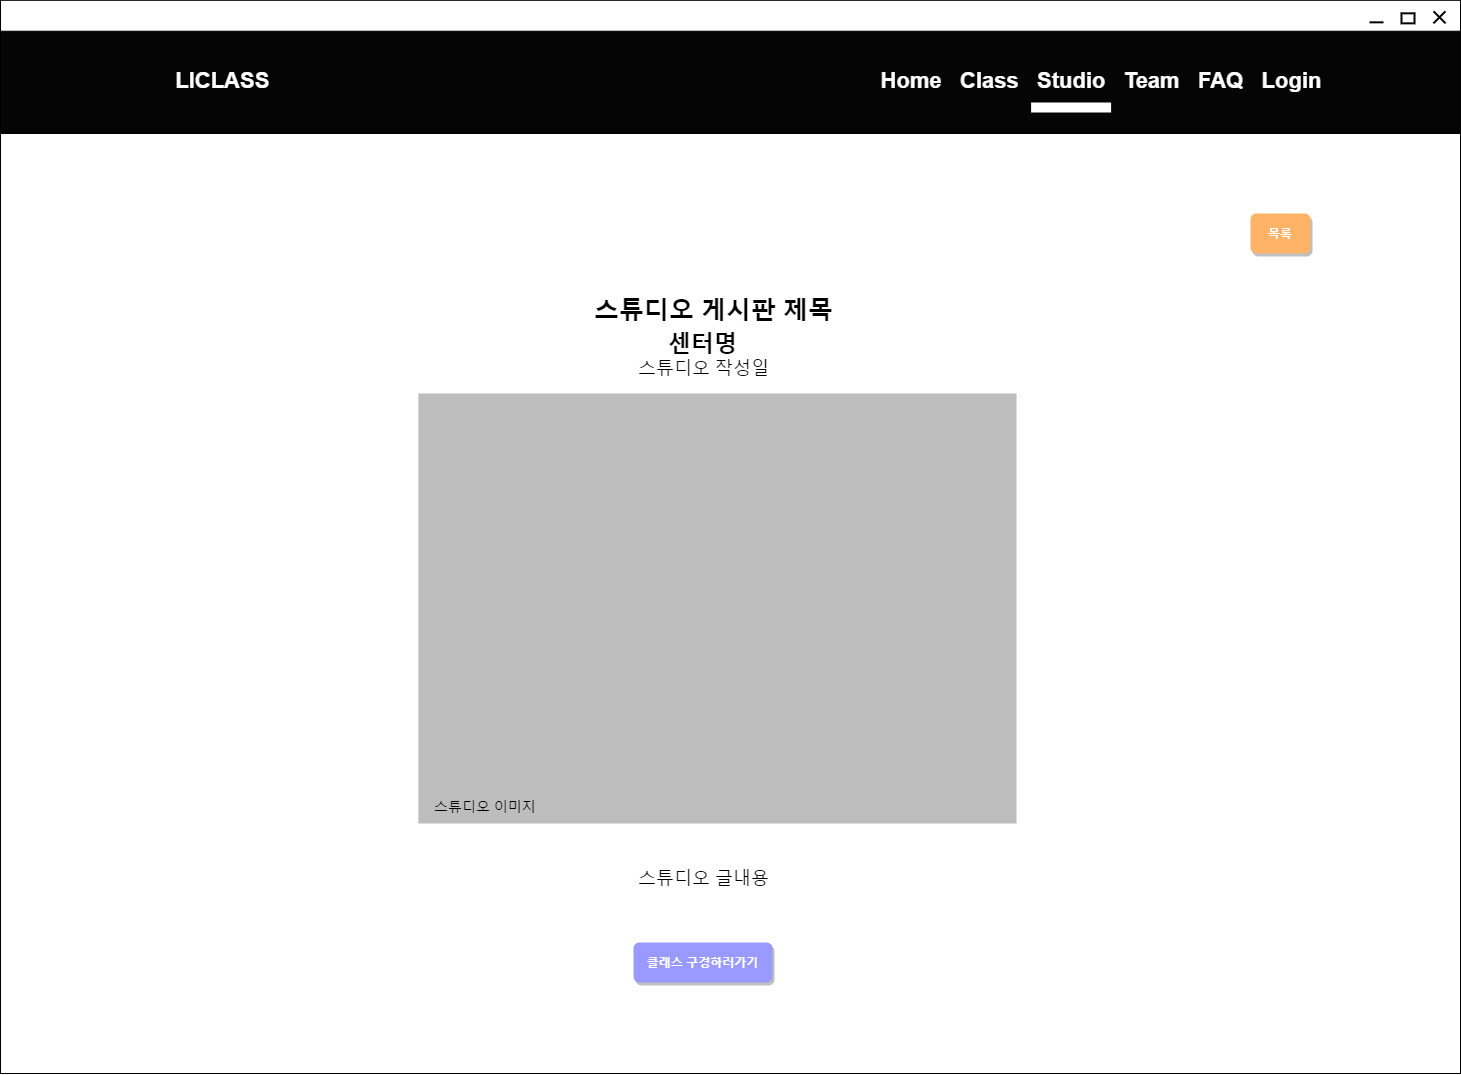 LICLASS Home Class Studio Team FAQ Login
목록
스튜디오 게시판 제목
센터명
스튜디오 작성일
스튜디오 이미지
스튜디오 글내용
클래스 구경하러가기